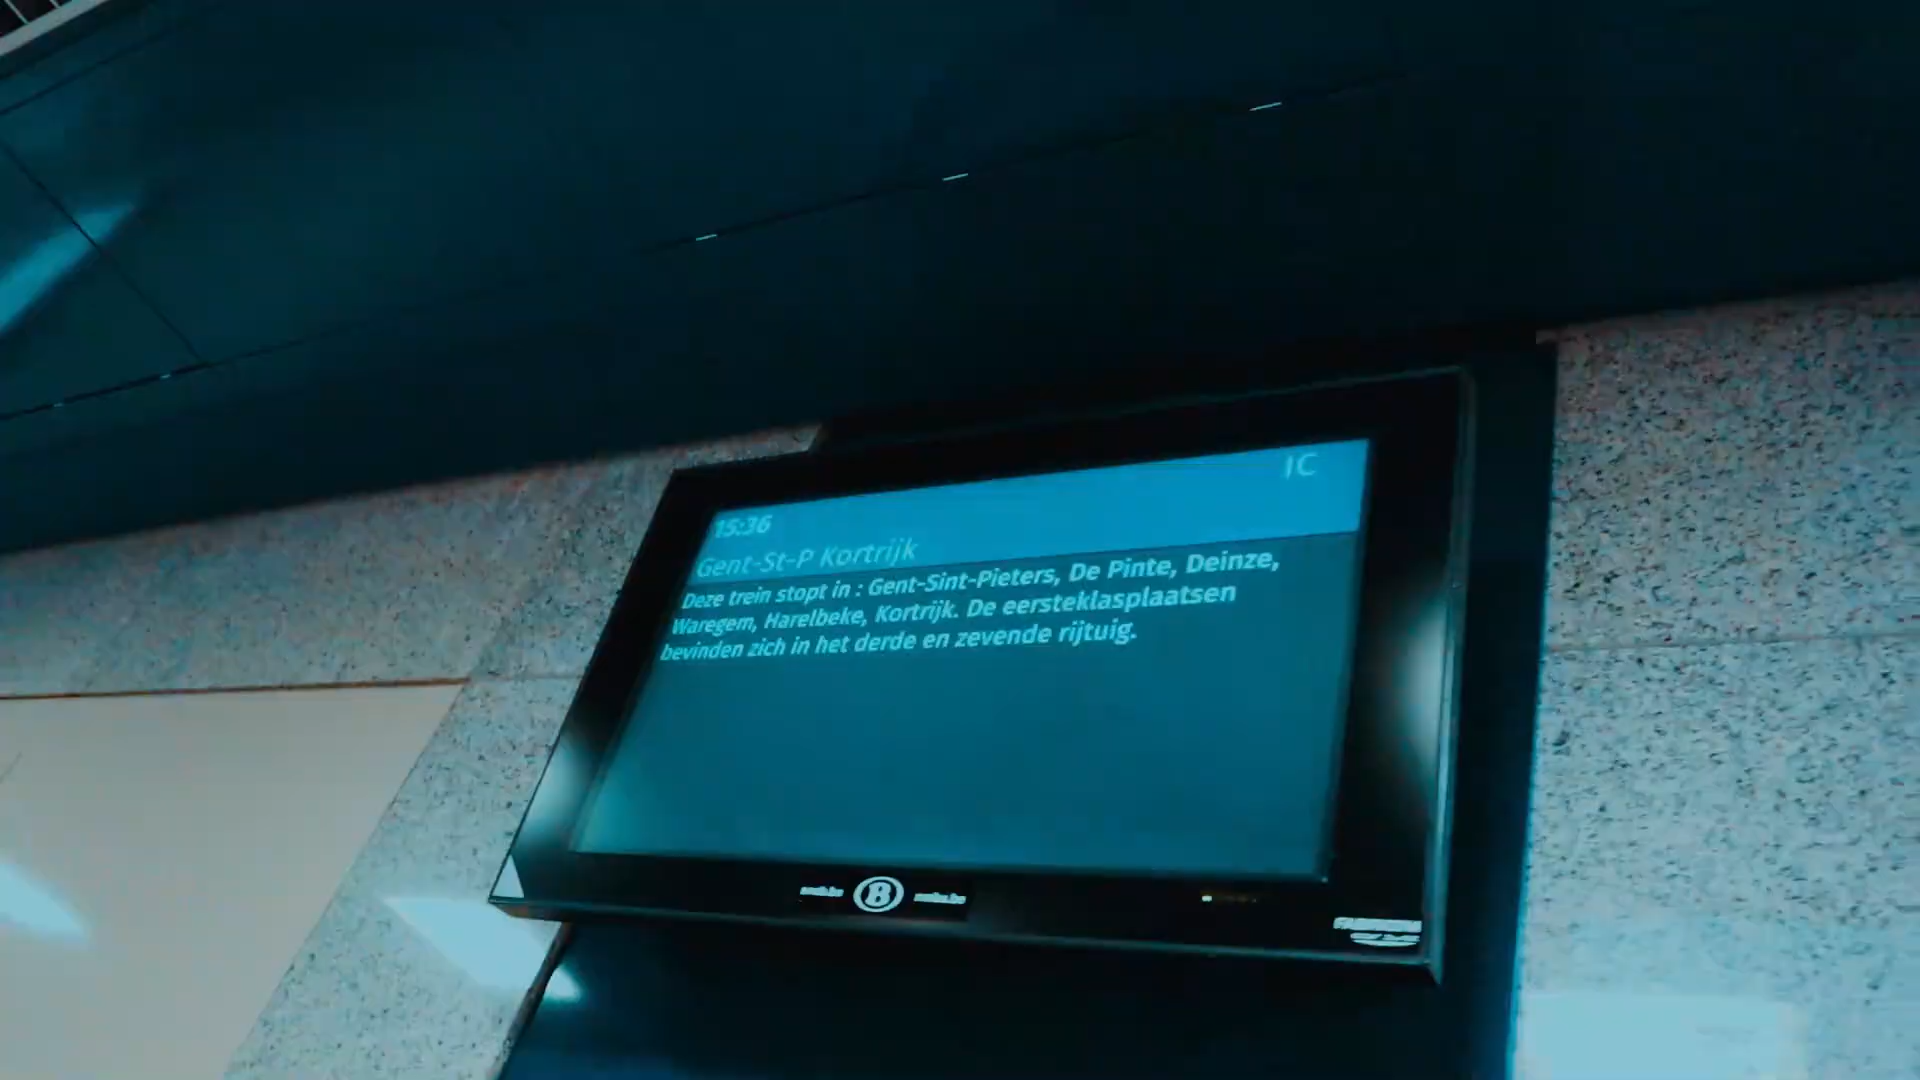 15:36
IC
Gent-St-P Kortrijk
Deze trein stopt in : Gent-Sint-Pieters, De Pinte, Deinze,
Waregem, Harelbeke, Kortrijk. De eersteklasplaatsen
bevinden zich in het derde en zevende rijtuig.
B